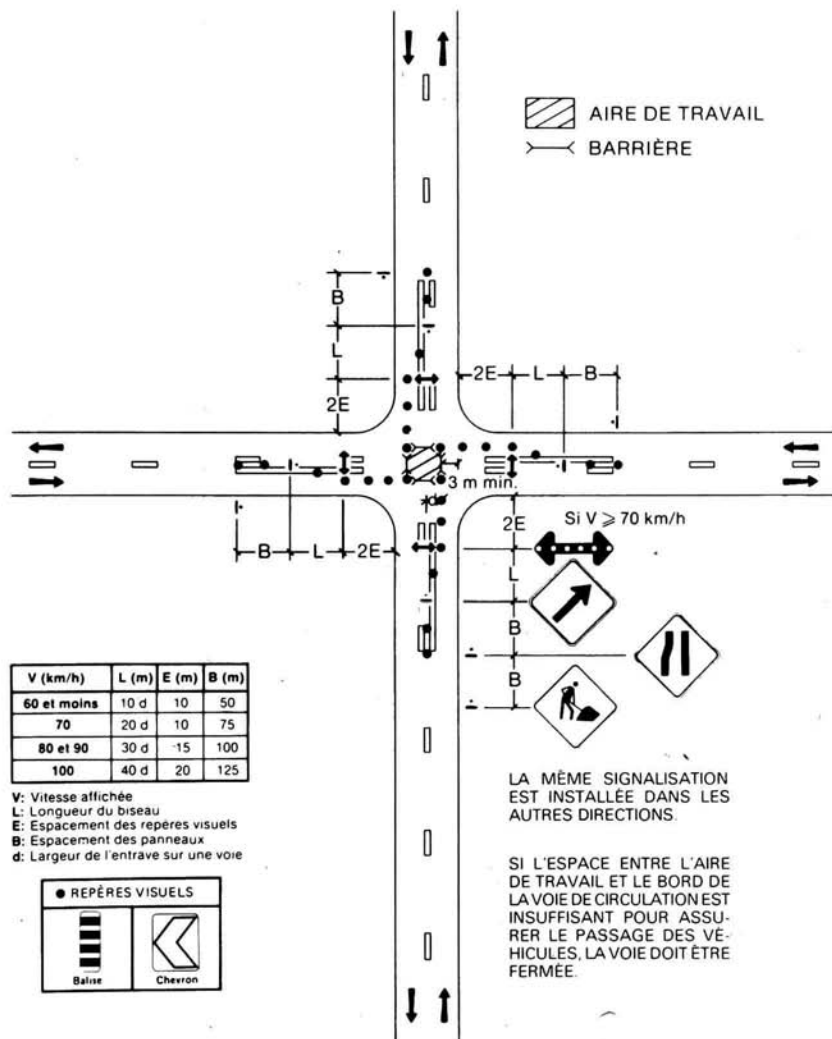 AIRE DE TRAVAIL
BARRIÈRE
B
L
2E
2E
L
B
3 m min.
d
B
L
2E
2E
Si V ⩾ 70 km/h
L
B
B
V (km/h) L (m) E (m) B (m)
60 et moins 10 d 10 50
70 20 d 10 75
80 et 90 30 d 15 100
100 40 d 20 125
V: Vitesse affichée
L: Longueur du biseau
E: Espacement des repères visuels
B: Espacement des panneaux
d: Largeur de l'entrave sur une voie
REPÈRES VISUELS
Balise
Chevron
LA MÊME SIGNALISATION
EST INSTALLÉE DANS LES
AUTRES DIRECTIONS.
SI L'ESPACE ENTRE L'AIRE
DE TRAVAIL ET LE BORD DE
LA VOIE DE CIRCULATION EST
INSUFFISANT POUR ASSU-
RER LE PASSAGE DES VÉ-
HICULES, LA VOIE DOIT ÊTRE
FERMÉE.